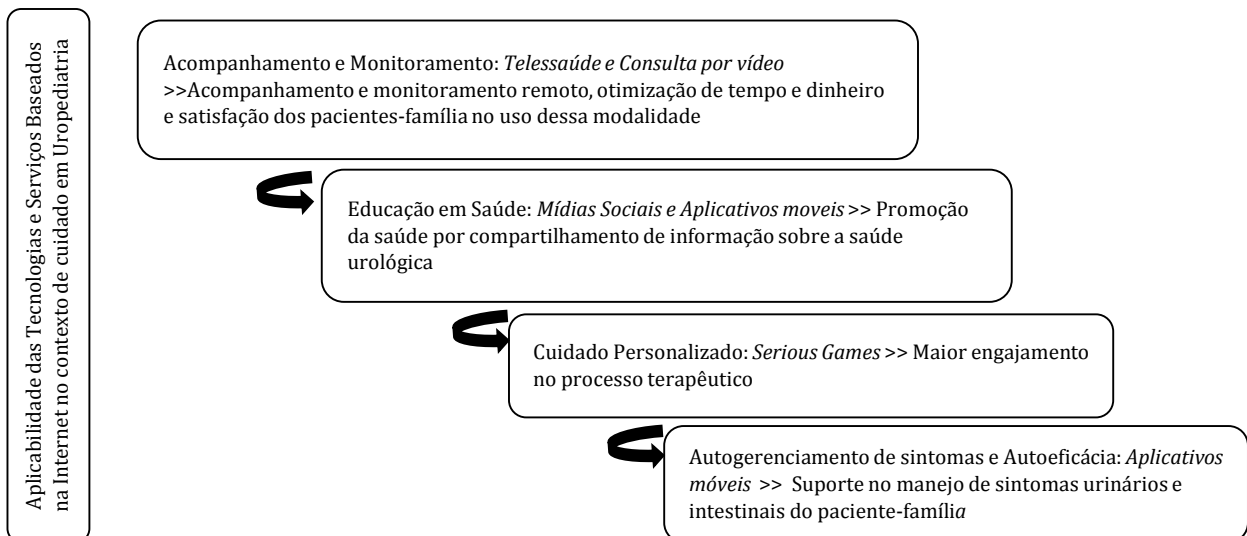 Aplicabilidade das Tecnologias e Serviços Baseados
na Internet no contexto de cuidado em Uropediatria
Acompanhamento e Monitoramento: Telessaúde e Consulta por vídeo
>>Acompanhamento e monitoramento remoto, otimização de tempo e dinheiro
e satisfação dos pacientes-família no uso dessa modalidade
Educação em Saúde: Mídias Sociais e Aplicativos moveis >> Promoção
da saúde por compartilhamento de informação sobre a saúde
urológica
Cuidado Personalizado: Serious Games >> Maior engajamento
no processo terapêutico
Autogerenciamento de sintomas e Autoeficácia: Aplicativos
móveis >> Suporte no manejo de sintomas urinários e
intestinais do paciente-família